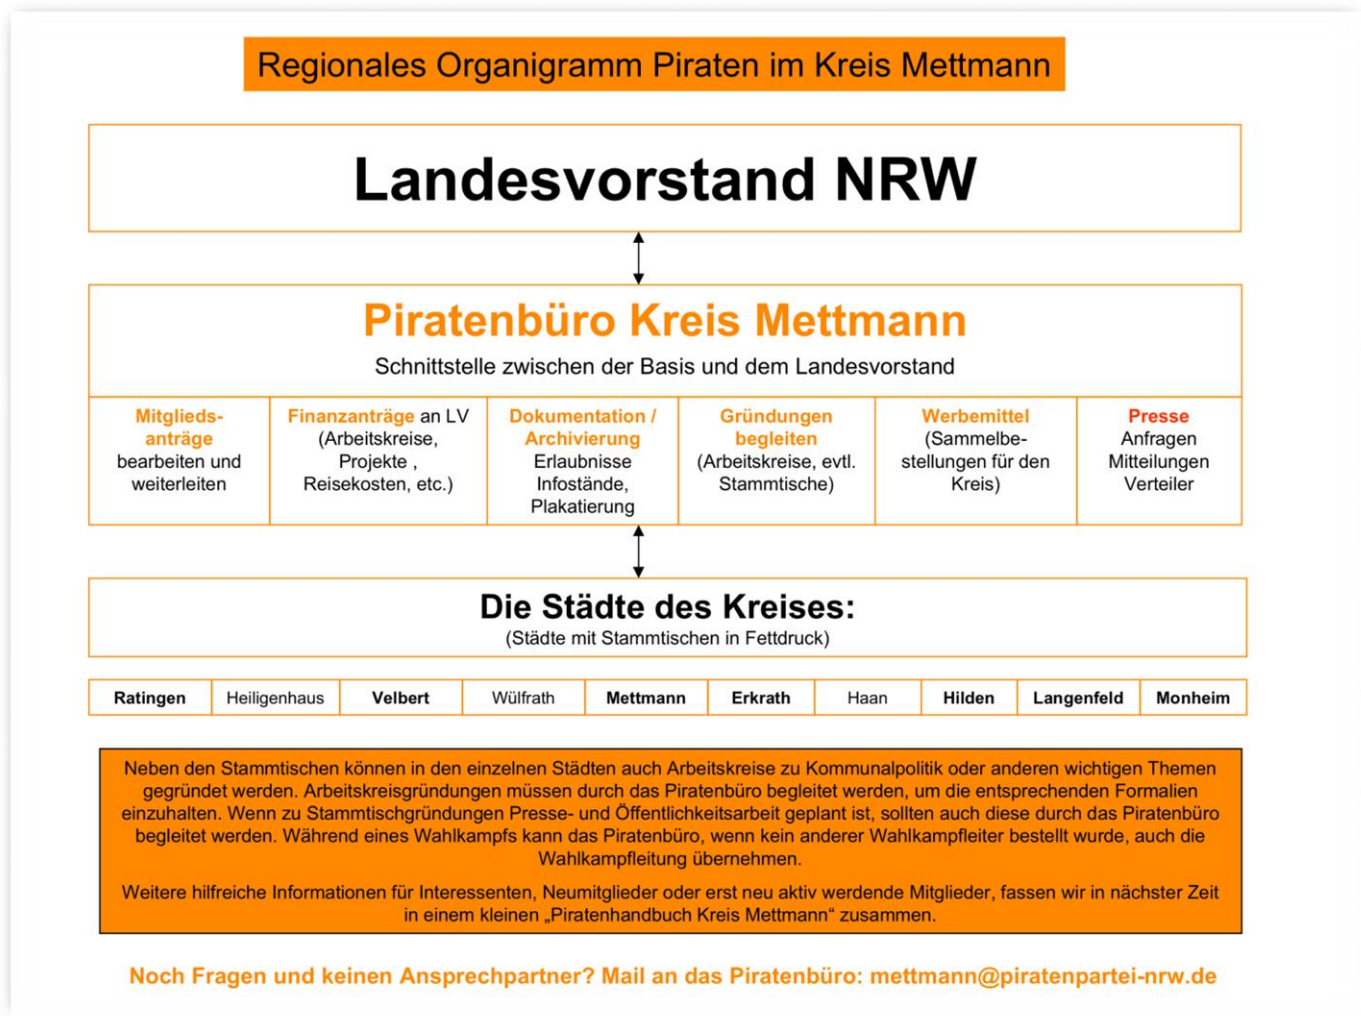 Regionales Organigramm Piraten im Kreis Mettmann
Landesvorstand NRW
Piratenbüro Kreis Mettmann
Schnittstelle zwischen der Basis und dem Landesvorstand
Mitglieds-
anträge
bearbeiten und
weiterleiten
Finanzanträge an LV
(Arbeitskreise,
Projekte ,
Reisekosten, etc.)
Dokumentation /
Archivierung
Erlaubnisse
Infostände,
Plakatierung
Gründungen
begleiten
(Arbeitskreise, evtl.
Stammtische)
Werbemittel
(Sammelbe-
stellungen für den
Kreis)
Presse
Anfragen
Mitteilungen
Verteiler
Die Städte des Kreises:
(Städte mit Stammtischen in Fettdruck)
Ratingen Heiligenhaus Velbert Wülfrath Mettmann Erkrath Haan Hilden Langenfeld Monheim
Neben den Stammtischen können in den einzelnen Städten auch Arbeitskreise zu Kommunalpolitik oder anderen wichtigen Themen
gegründet werden. Arbeitskreisgründungen müssen durch das Piratenbüro begleitet werden, um die entsprechenden Formalien
einzuhalten. Wenn zu Stammtischgründungen Presse- und Öffentlichkeitsarbeit geplant ist, sollten auch diese durch das Piratenbüro
begleitet werden. Während eines Wahlkampfs kann das Piratenbüro, wenn kein anderer Wahlkampfleiter bestellt wurde, auch die
Wahlkampfleitung übernehmen.
Weitere hilfreiche Informationen für Interessenten, Neumitglieder oder erst neu aktiv werdende Mitglieder, fassen wir in nächster Zeit
in einem kleinen „Piratenhandbuch Kreis Mettmann“ zusammen.
Noch Fragen und keinen Ansprechpartner? Mail an das Piratenbüro: mettmann@piratenpartei-nrw.de